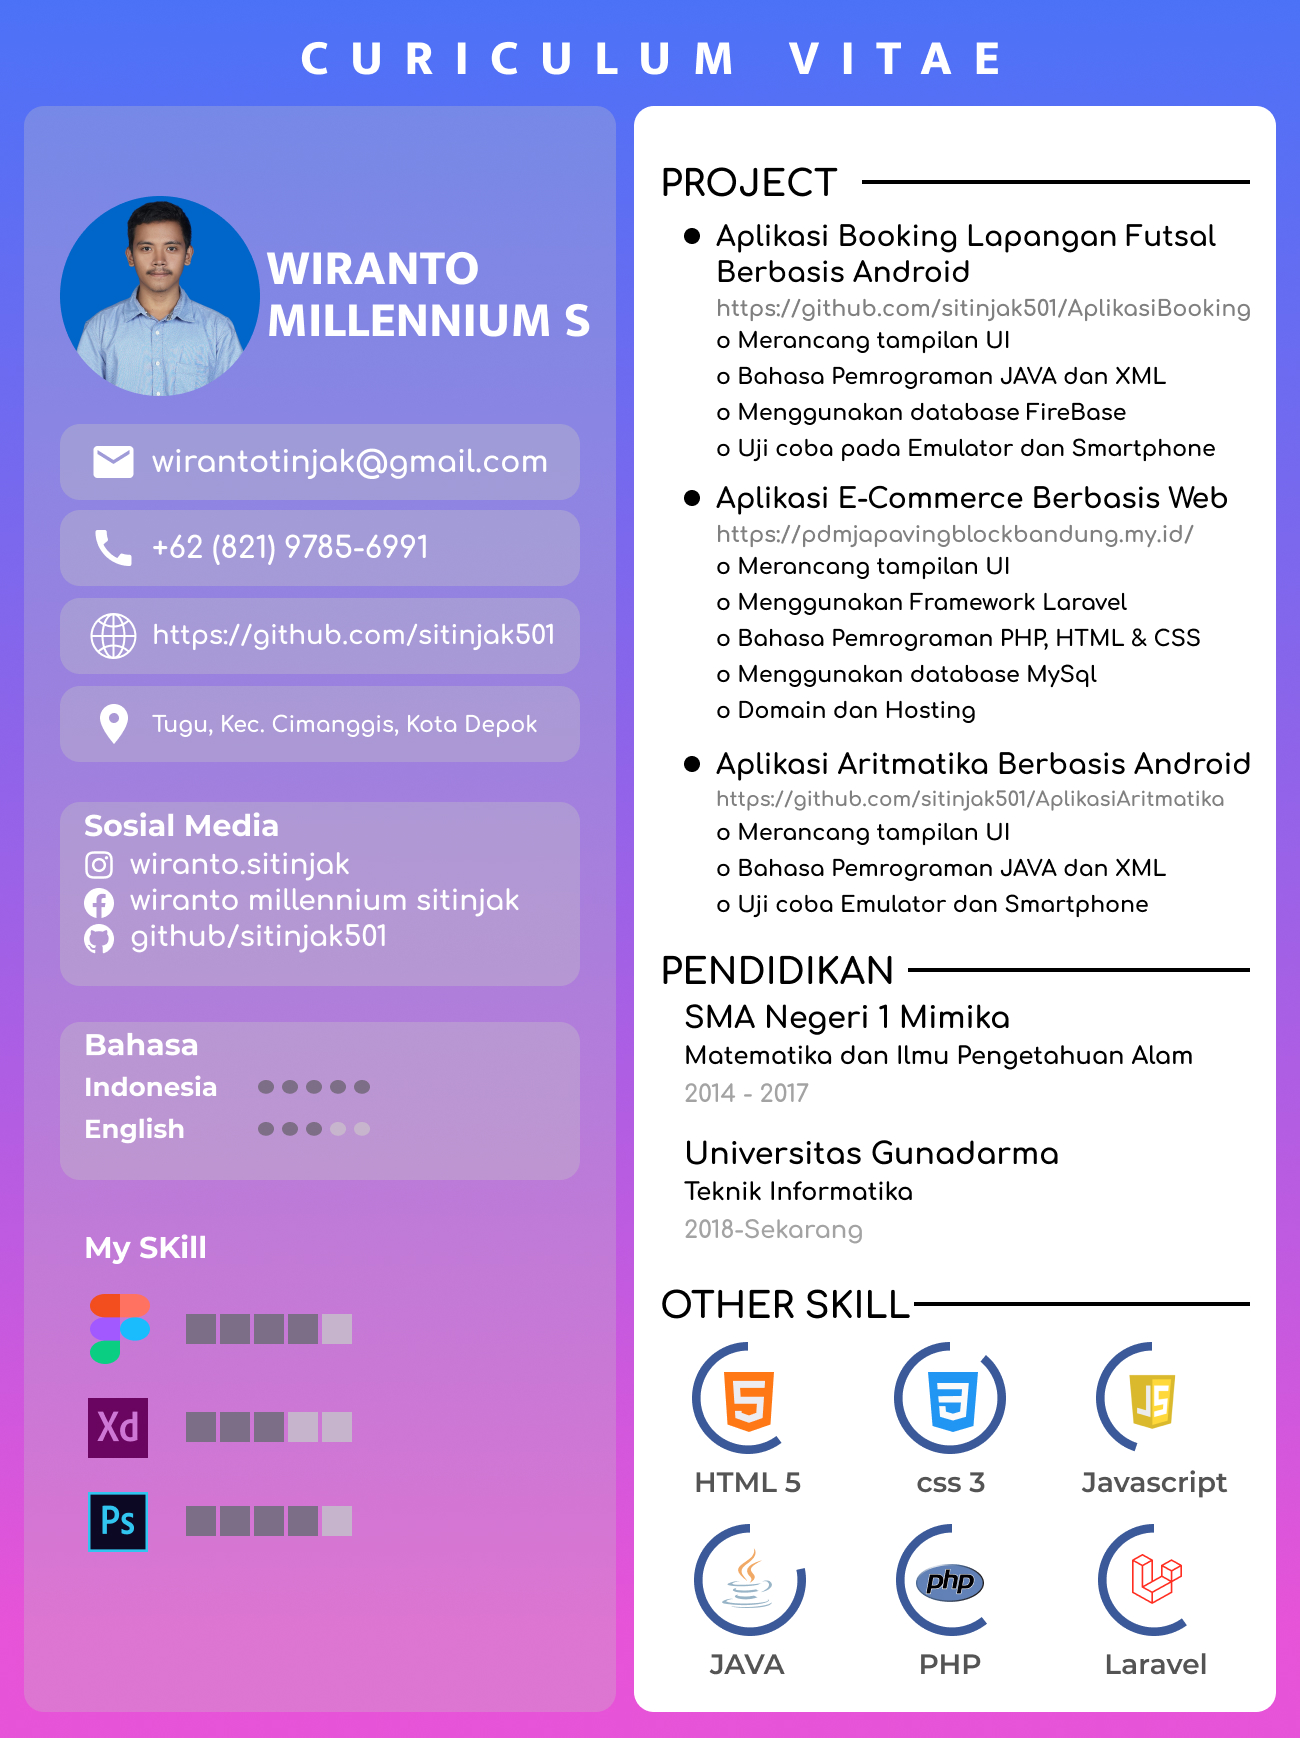 CURICULUM VITAE
WIRANTO
MILLENNIUM S
wirantotinjak@gmail.com
+62 (821) 9785-6991
https://github.com/sitinjak501
Tugu, Kec. Cimanggis, Kota Depok
Sosial Media
wiranto.sitinjak
wiranto millennium sitinjak
github/sitinjak501
Bahasa
Indonesia
English
My SKill
Xd
Ps
PROJECT
● Aplikasi Booking Lapangan Futsal
Berbasis Android
https://github.com/sitinjak501/AplikasiBooking
o Merancang tampilan UI
o Bahasa Pemrograman JAVA dan XML
o Menggunakan database FireBase
o Uji coba pada Emulator dan Smartphone
● Aplikasi E-Commerce Berbasis Web
https://pdmjapavingblockbandung.my.id/
o Merancang tampilan UI
o Menggunakan Framework Laravel
o Bahasa Pemrograman PHP, HTML & CSS
o Menggunakan database MySql
o Domain dan Hosting
● Aplikasi Aritmatika Berbasis Android
https://github.com/sitinjak501/AplikasiAritmatika
o Merancang tampilan UI
o Bahasa Pemrograman JAVA dan XML
o Uji coba Emulator dan Smartphone
PENDIDIKAN
SMA Negeri 1 Mimika
Matematika dan Ilmu Pengetahuan Alam
2014 - 2017
Universitas Gunadarma
Teknik Informatika
2018-Sekarang
OTHER SKILL
5 3 JS
HTML 5 css 3 Javascript
php
JAVA PHP Laravel